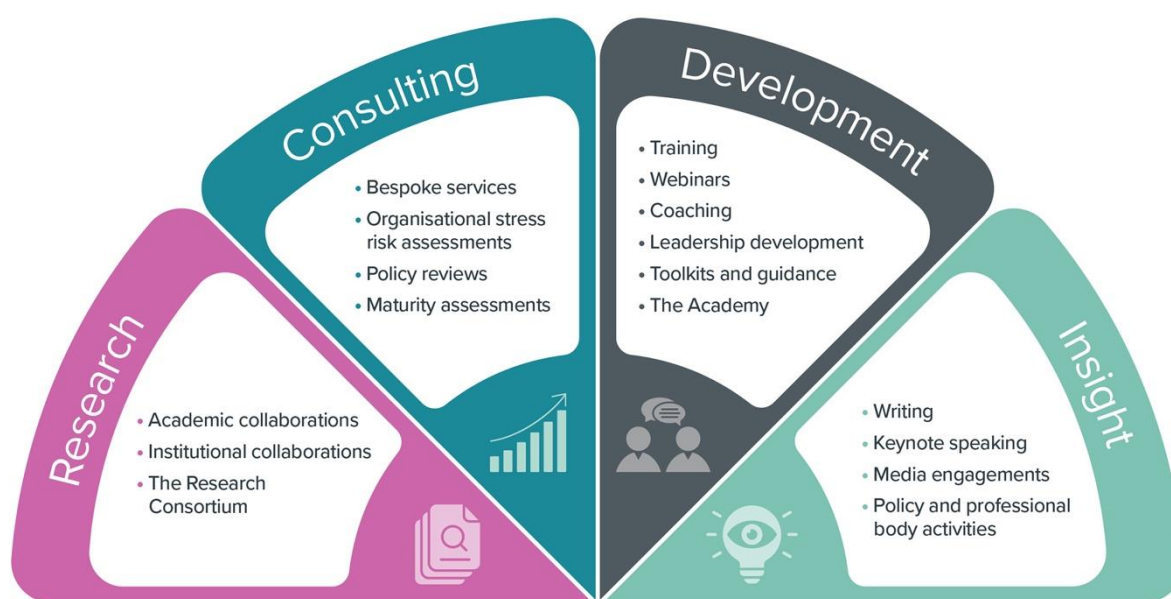 Research
• Academic collaborations
• Institutional collaborations
• The Research
Consortium
Consulting
• Bespoke services
• Organisational stress
risk assessments
• Policy reviews
• Maturity assessments
Development
• Training
• Webinars
• Coaching
• Leadership development
• Toolkits and guidance
• The Academy
Insight
• Writing
• Keynote speaking
• Media engagements
• Policy and professional
body activities